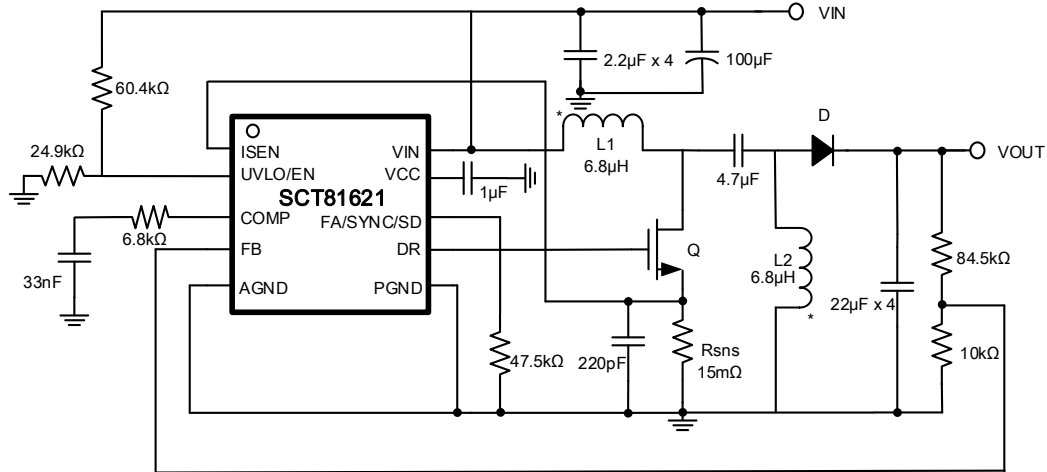 VIN
2.2µF x 4
100µF
60.4kΩ
*
L1
6.8µH
D
VOUT
24.9kΩ
ISEN
VIN
UVLO/EN
VCC
1µF
4.7µF
SCT81621
COMP
FA/SYNC/SD
6.8kΩ
FB
DR
Q
L2
6.8µH
84.5kΩ
33nF
AGND
PGND
*
22µF x 4
47.5kΩ
220pF
Rsns
15mΩ
10kΩ